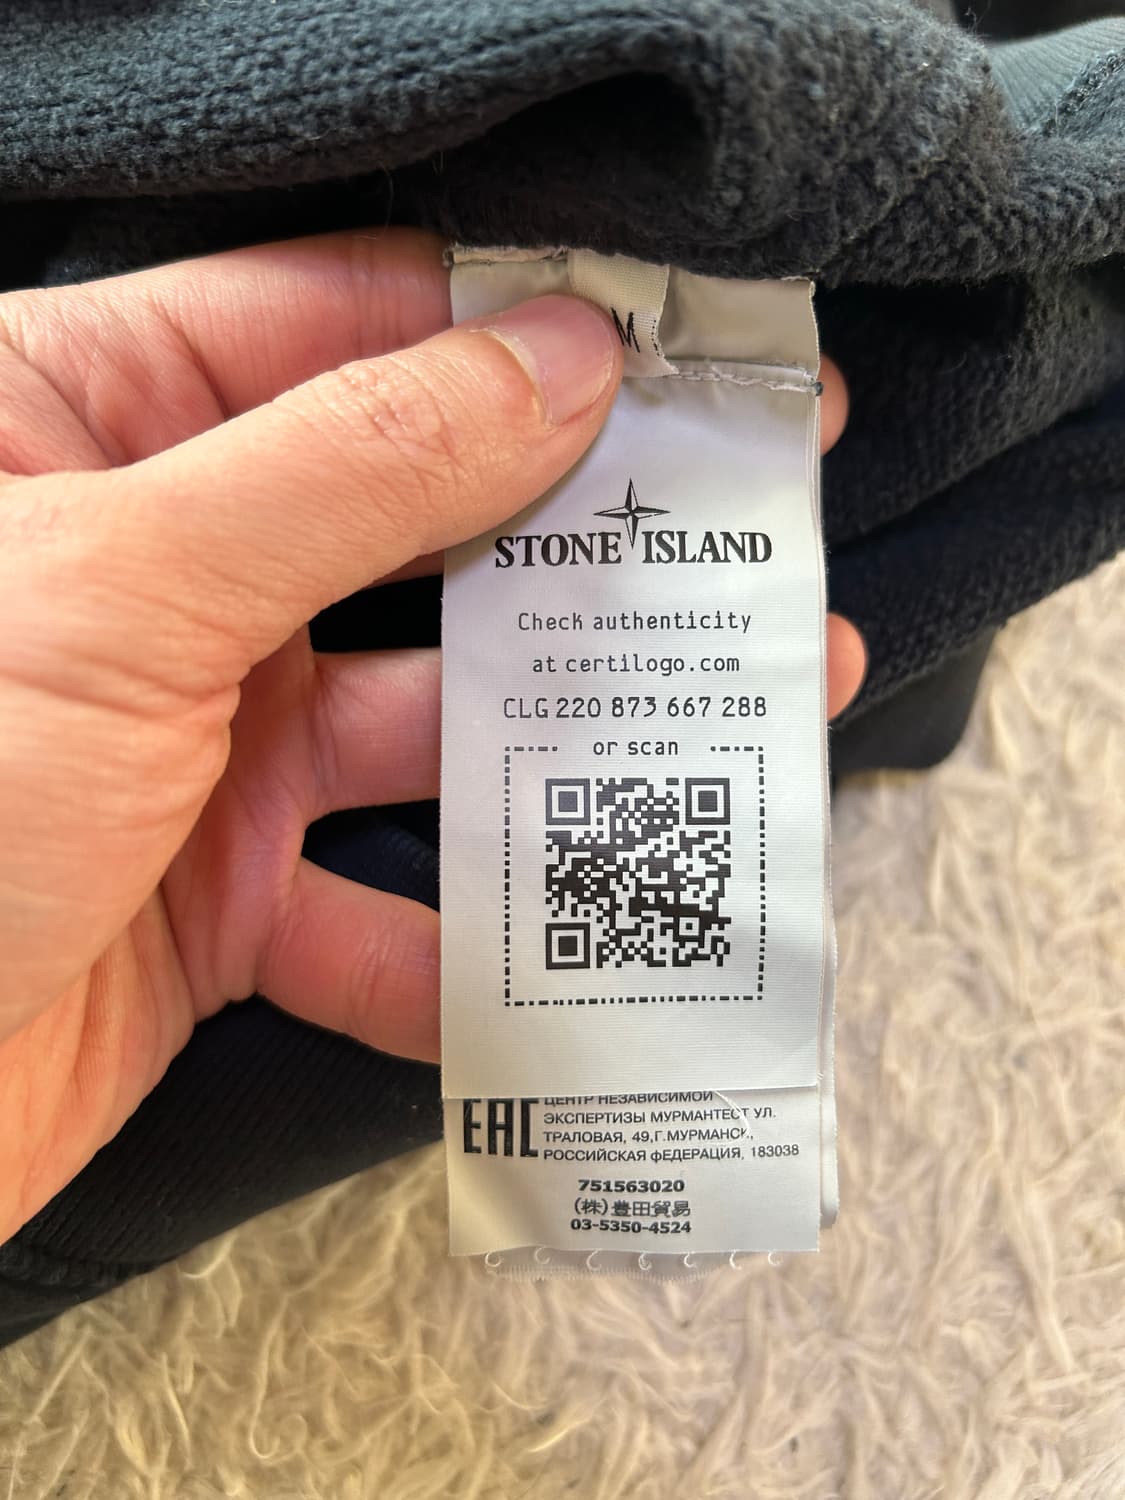 M
STONE ISLAND
Check authenticity
at certilogo.com
CLG 220 873 667 288
or scan
EAC
ЦЕНТР НЕЗАВИСИМОЙ
ЭКСПЕРТИЗЫ МУРМАНТЕСТ УЛ.
ТРАЛОВАЯ, 49,Г.МУРМАНСК,
РОССИЙСКАЯ фЕДЕРАЦИЯ, 183038
751563020
(株)豊田貿易
03-5350-4524